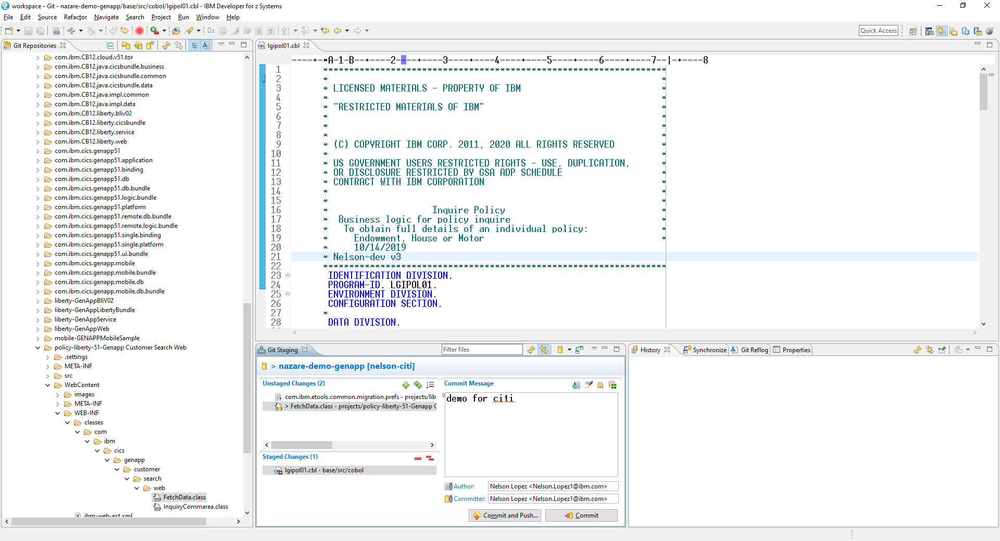 workspace - Git - nazare-demo-genapp/base/src/cobol/lgipol01.cbl - IBM Developer for z Systems
File Edit Source Refactor Navigate Search Project Run Window Help
Quick Access
Git Repositories
com.ibm.CB12.cloud.v51.tor
com.ibm.CB12.java.cicsbundle.business
com.ibm.CB12.java.cicsbundle.common
com.ibm.CB12.java.cicsbundle.data
com.ibm.CB12.java.impl.common
com.ibm.CB12.java.impl.data
com.ibm.CB12.liberty.bliv02
com.ibm.CB12.liberty.cicsbundle
com.ibm.CB12.liberty.service
com.ibm.CB12.liberty.web
com.ibm.cics.genapp51
com.ibm.cics.genapp51.application
com.ibm.cics.genapp51.binding
com.ibm.cics.genapp51.db
com.ibm.cics.genapp51.db.bundle
com.ibm.cics.genapp51.logic.bundle
com.ibm.cics.genapp51.platform
com.ibm.cics.genapp51.remote.db.bundle
com.ibm.cics.genapp51.remote.logic.bundle
com.ibm.cics.genapp51.single.binding
com.ibm.cics.genapp51.single.platform
com.ibm.cics.genapp51.ui.bundle
com.ibm.cics.genapp.mobile
com.ibm.cics.genapp.mobile.bundle
com.ibm.cics.genapp.mobile.db
com.ibm.cics.genapp.mobile.db.bundle
liberty-GenAppBliV02
liberty-GenAppLibertyBundle
liberty-GenAppService
liberty-GenAppWeb
mobile-GENAPPMobileSample
policy-liberty-51-Genapp Customer Search Web
.settings
META-INF
src
WebContent
images
META-INF
WEB-INF
classes
com
ibm
cics
genapp
customer
search
web
FetchData.class
InquiryCommarea.class
ibm-web-ext.xml
lgipol01.cbl
----+-*A-1-B--+----2----+----3----+----4----+----5----+----6----+----7--|-+----8
1 *****************************************************************
2 * *
3 * LICENSED MATERIALS - PROPERTY OF IBM *
4 * *
5 * "RESTRICTED MATERIALS OF IBM" *
6 * *
7 * *
8 * *
9 * (C) COPYRIGHT IBM CORP. 2011, 2020 ALL RIGHTS RESERVED *
10 * *
11 * US GOVERNMENT USERS RESTRICTED RIGHTS - USE, DUPLICATION, *
12 * OR DISCLOSURE RESTRICTED BY GSA ADP SCHEDULE *
13 * CONTRACT WITH IBM CORPORATION *
14 * *
15 * *
16 * Inquire Policy *
17 * Business logic for policy inquire *
18 * To obtain full details of an individual policy: *
19 * Endowment, House or Motor *
20 * 10/14/2019
21 * Nelson-dev v3
22 *****************************************************************
23 IDENTIFICATION DIVISION.
24 PROGRAM-ID. LGIPOL01.
25 ENVIRONMENT DIVISION.
26 CONFIGURATION SECTION.
27 *
28 DATA DIVISION.
Git Staging
Filter files
> nazare-demo-genapp [nelson-citi]
Unstaged Changes (2)
com.ibm.etools.common.migration.prefs - projects/lib
> FetchData.class - projects/policy-liberty-51-Genapp C
Staged Changes (1)
lgipol01.cbl - base/src/cobol
Commit Message
demo for citi
Author: Nelson Lopez <Nelson.Lopez1@ibm.com>
Committer: Nelson Lopez <Nelson.Lopez1@ibm.com>
Commit and Push... Commit
History Synchronize Git Reflog Properties